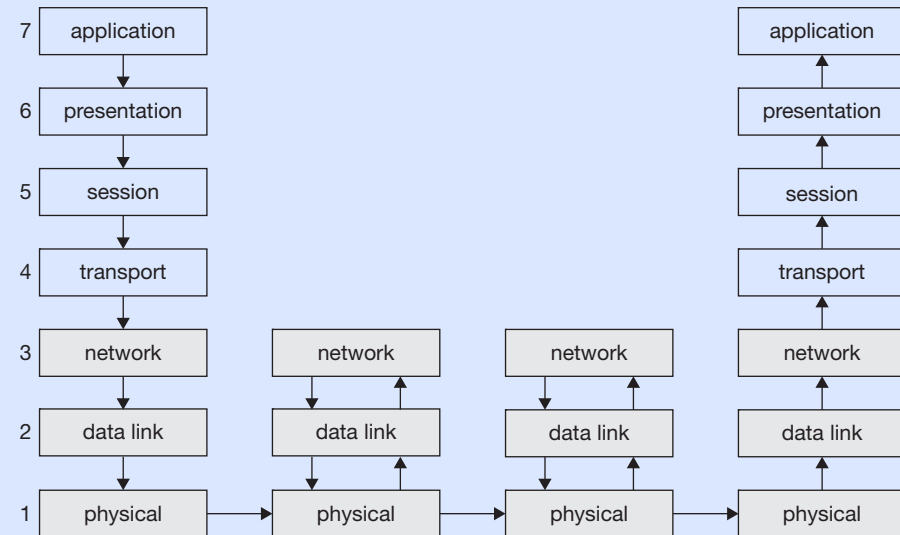 7 application application
6 presentation presentation
5 session session
4 transport transport
3 network network network network
2 data link data link data link data link
1 physical physical physical physical